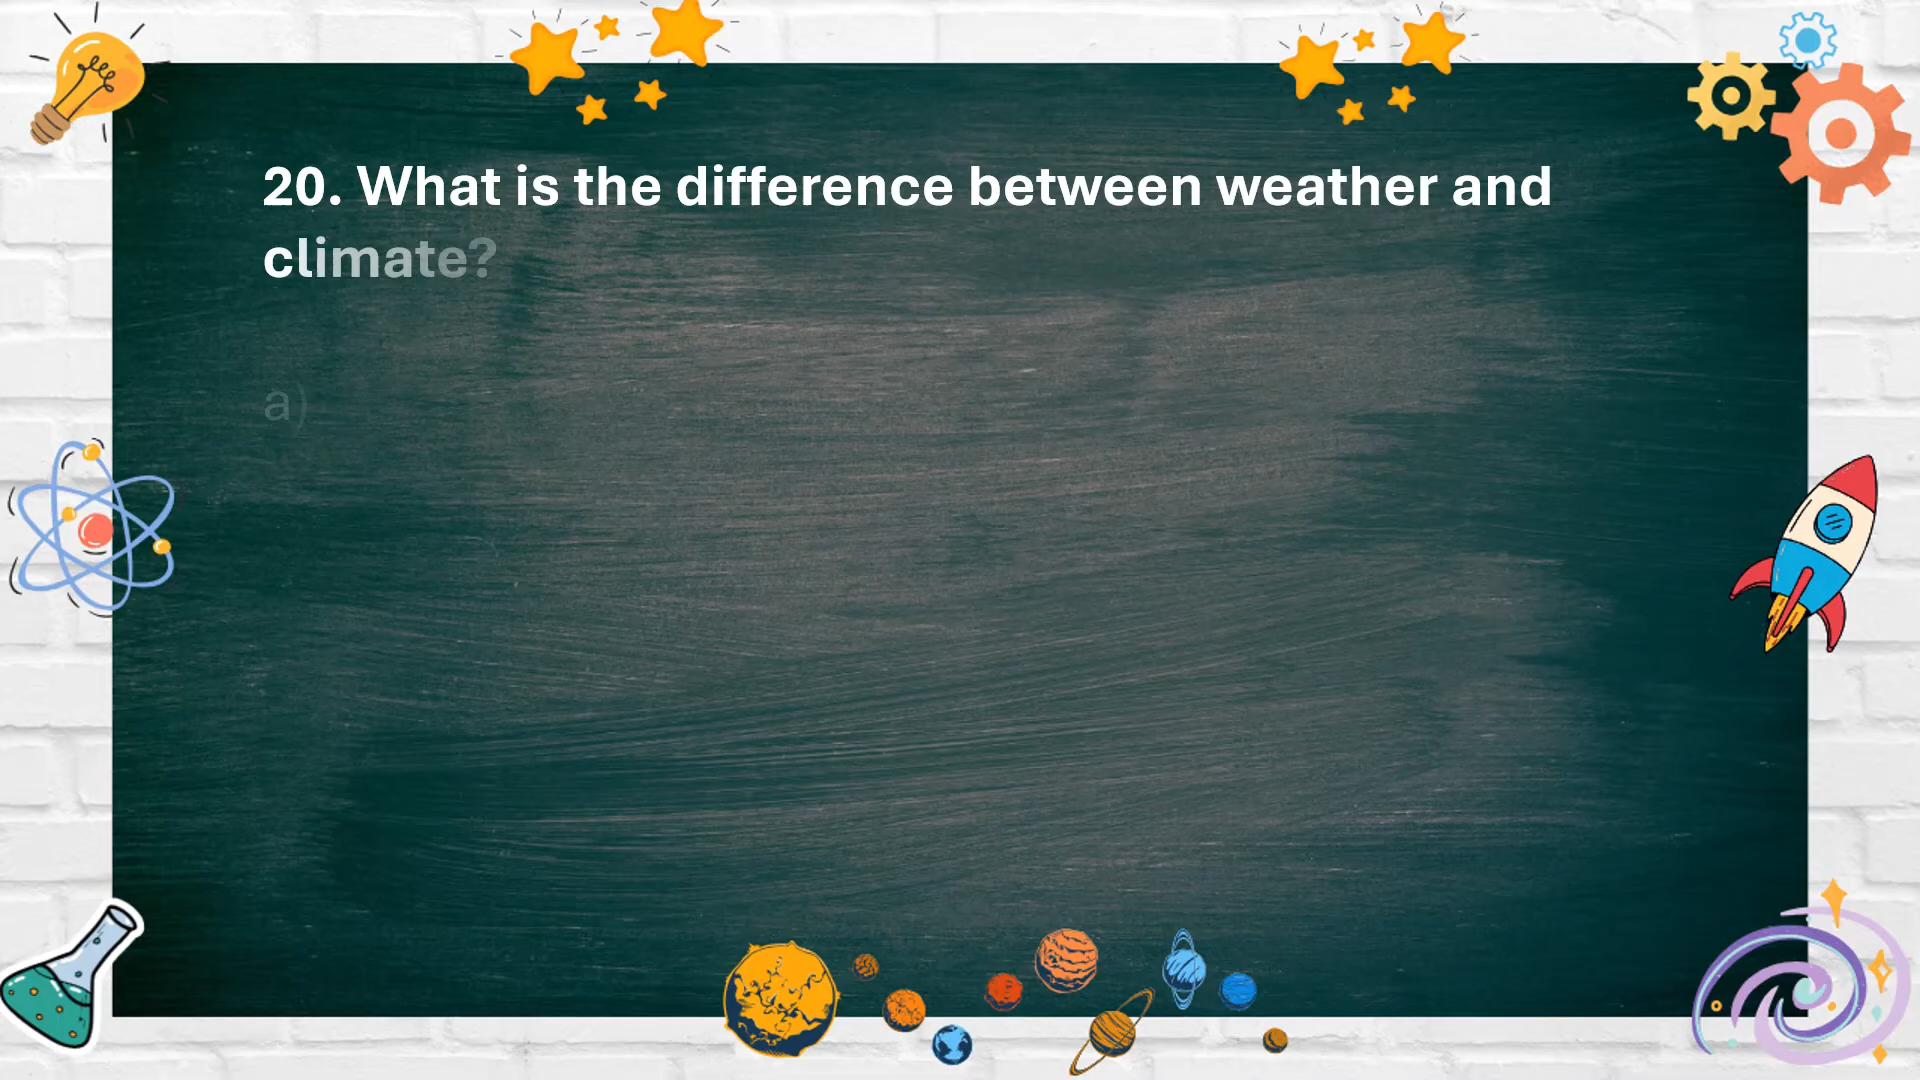 20. What is the difference between weather and
climate?
a)